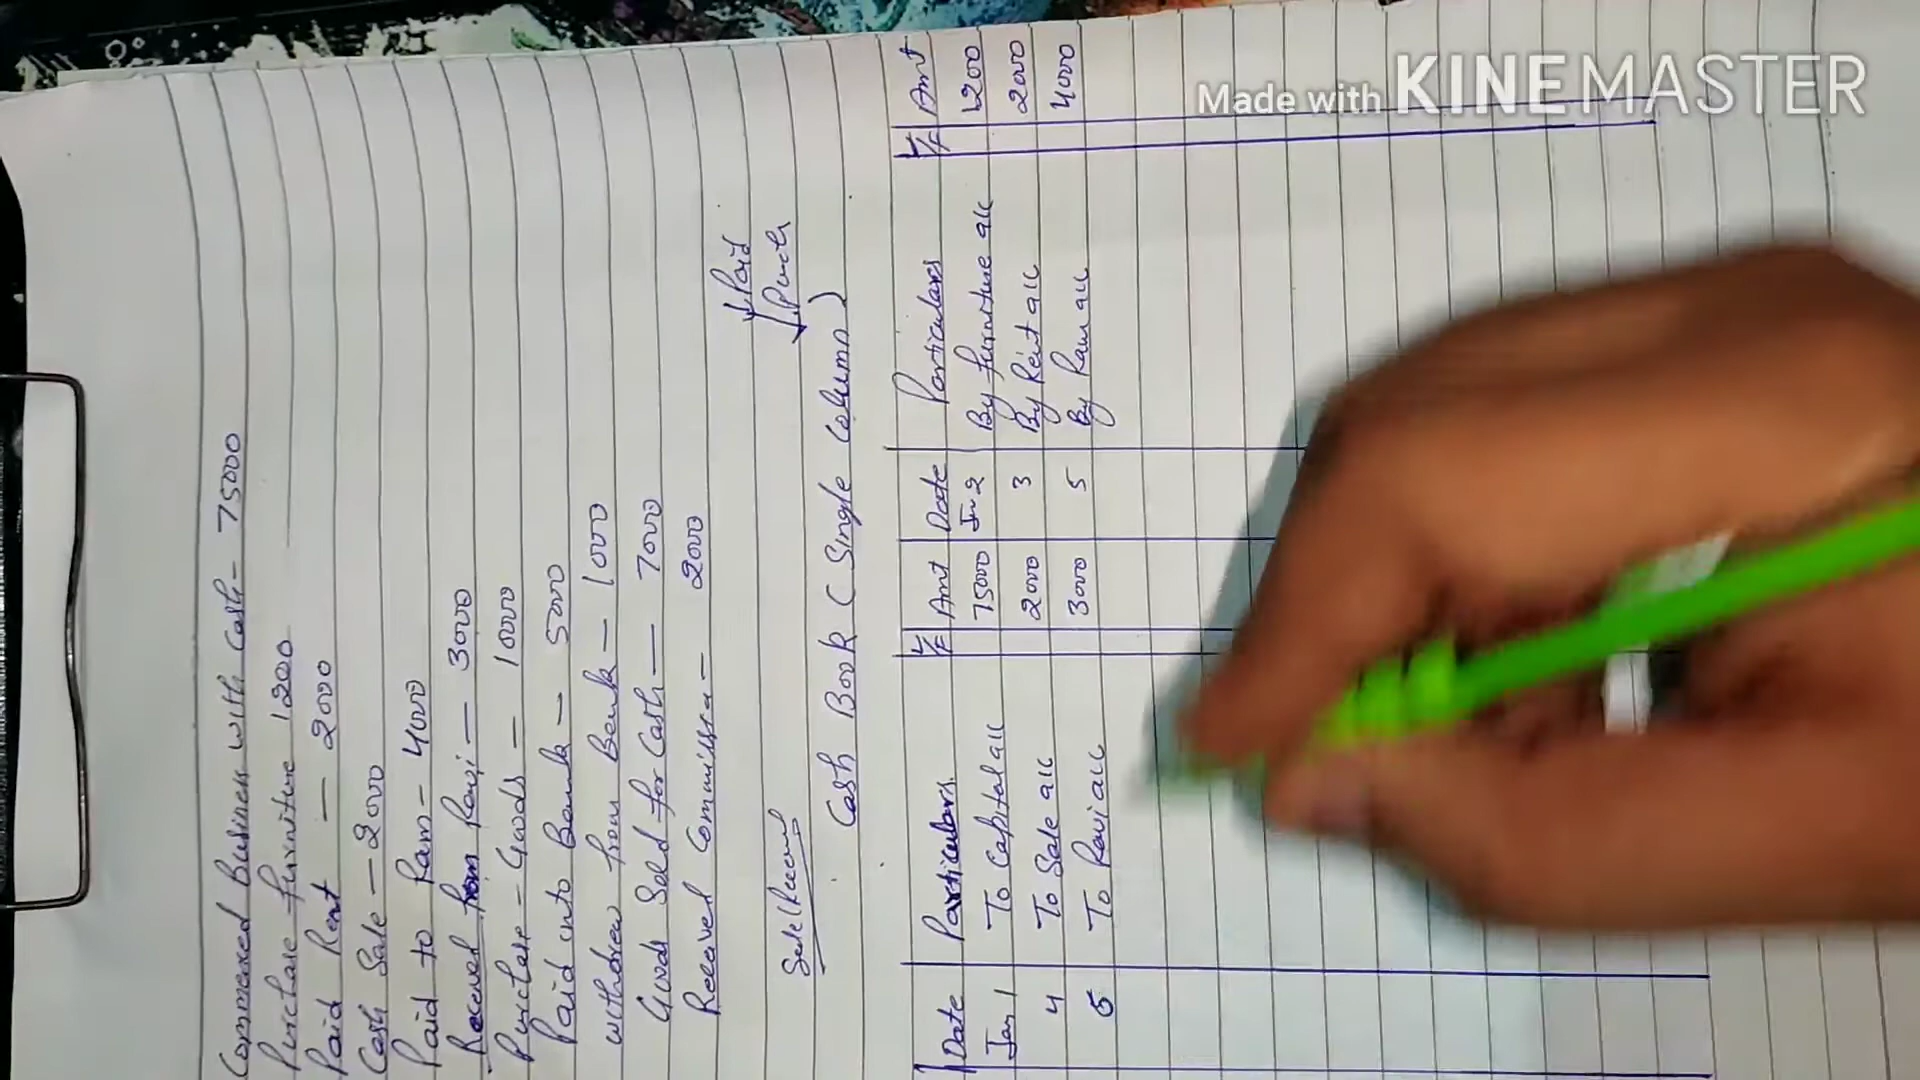 Made with KINEMASTER
Commenced Business with Cash - 75000
Purchase furniture 1200
Paid Rent - 2000
Cash Sale - 2000
Paid to Ram - 4000
Received from Ravi - 3000
Purchase - Goods - 10000
Paid into Bank - 5000
withdrew from Bank - 1000
Goods Sold for Cash - 7000
Received Commission - 2000
Paid
Purch
Cash Book (Single Column)
Date Particulars L/F Amt Date Particulars L/F Amt
Jan 1 To Capital a/c 75000 Jan 2 By furniture a/c 1200
4 To Sale a/c 2000 3 By Rent a/c 2000
5 To Ravi a/c 3000 5 By Ram a/c 4000